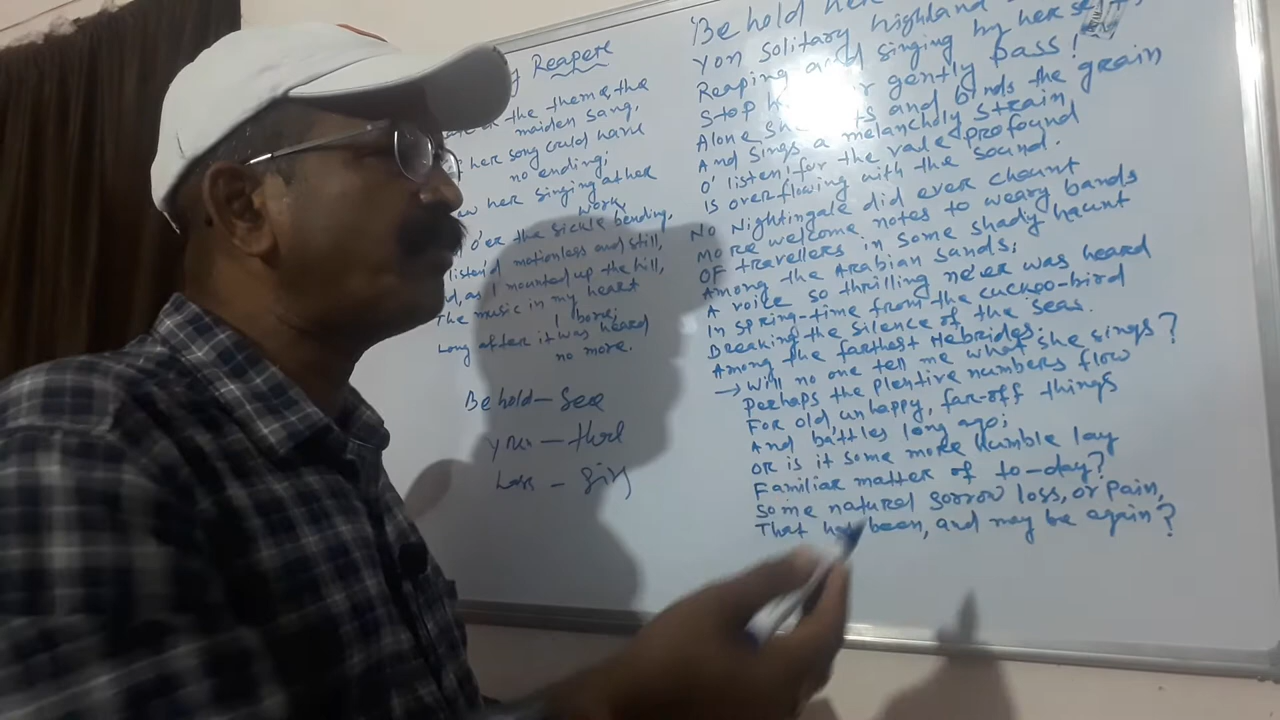 Reaper
the theme, the
maiden sang,
her song could have
no ending;
her singing at her
work,
o'er the sickle bending,
listen'd motionless and still,
as I mounted up the hill,
The music in my heart
I bore;
Long after it was heard
no more.
Behold - See
yon -
Lass -
Behold her
Yon solitary highland
Reaping and singing by herself,
Stop or gently pass!
Alone she and binds the grain
And sings a melancholy strain
O' listen, for the vale profound
Is overflowing with the sound.
No Nightingale did ever chaunt
More welcome notes to weary bands
OF travellers in some shady haunt
Among the Arabian sands;
A voice so thrilling ne'er was heard
In spring-time from the cuckoo-bird
Breaking the silence of the seas.
Among the farthest Hebrides.
→ Will no one tell me what she sings?
Perhaps the plentive numbers flow
For old, unhappy, far-off things
And battles long ago;
Or is it some more humble lay
Familiar matter of to-day?
Some natural sorrow loss, or pain,
That has been, and may be again?